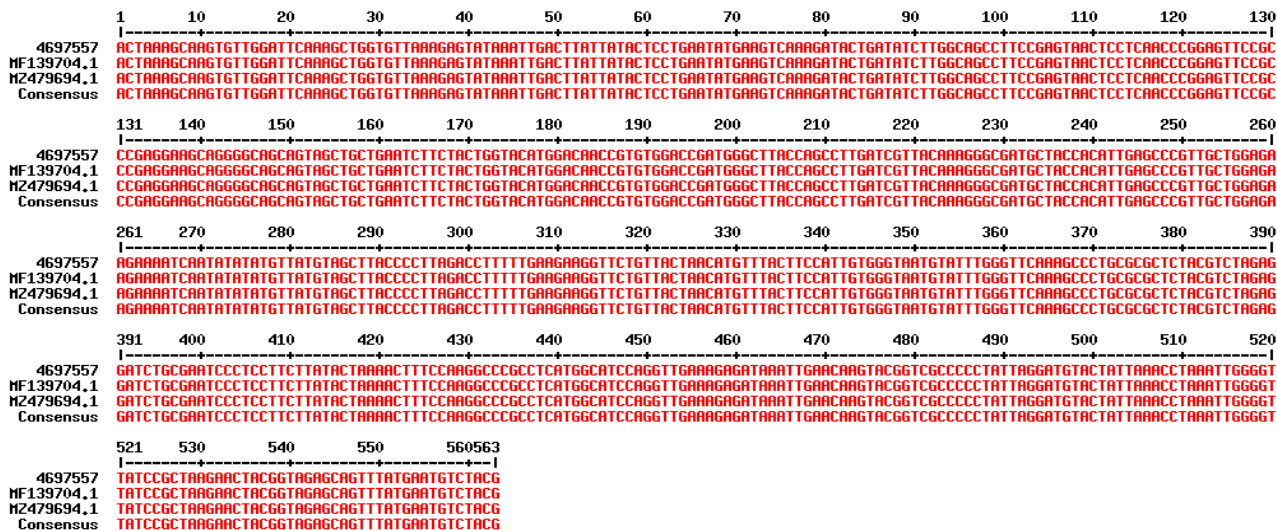 1 10 20 30 40 50 60 70 80 90 100 110 120 130
|--------+---------+---------+---------+---------+---------+---------+---------+---------+---------+---------+---------+---------|
4697557 ACTAAAGCAAGTGTTGGATTCAAAGCTGGTGTTAAAGAGTATAAATTGACTTATTATACTCCTGAATATGAAGTCAAAGATACTGATATCTTGGCAGCCTTCCGAGTAACTCCTCAACCCGGAGTTCCGC
MF139704.1 ACTAAAGCAAGTGTTGGATTCAAAGCTGGTGTTAAAGAGTATAAATTGACTTATTATACTCCTGAATATGAAGTCAAAGATACTGATATCTTGGCAGCCTTCCGAGTAACTCCTCAACCCGGAGTTCCGC
MZ479694.1 ACTAAAGCAAGTGTTGGATTCAAAGCTGGTGTTAAAGAGTATAAATTGACTTATTATACTCCTGAATATGAAGTCAAAGATACTGATATCTTGGCAGCCTTCCGAGTAACTCCTCAACCCGGAGTTCCGC
Consensus ACTAAAGCAAGTGTTGGATTCAAAGCTGGTGTTAAAGAGTATAAATTGACTTATTATACTCCTGAATATGAAGTCAAAGATACTGATATCTTGGCAGCCTTCCGAGTAACTCCTCAACCCGGAGTTCCGC
131 140 150 160 170 180 190 200 210 220 230 240 250 260
|--------+---------+---------+---------+---------+---------+---------+---------+---------+---------+---------+---------+---------|
4697557 CCGAGGAAGCAGGGGCAGCAGTAGCTGCTGAATCTTCTACTGGTACATGGACAACCGTGTGGACCGATGGGCTTACCAGCCTTGATCGTTACAAAGGGCGATGCTACCACATTGAGCCCGTTGCTGGAGA
MF139704.1 CCGAGGAAGCAGGGGCAGCAGTAGCTGCTGAATCTTCTACTGGTACATGGACAACCGTGTGGACCGATGGGCTTACCAGCCTTGATCGTTACAAAGGGCGATGCTACCACATTGAGCCCGTTGCTGGAGA
MZ479694.1 CCGAGGAAGCAGGGGCAGCAGTAGCTGCTGAATCTTCTACTGGTACATGGACAACCGTGTGGACCGATGGGCTTACCAGCCTTGATCGTTACAAAGGGCGATGCTACCACATTGAGCCCGTTGCTGGAGA
Consensus CCGAGGAAGCAGGGGCAGCAGTAGCTGCTGAATCTTCTACTGGTACATGGACAACCGTGTGGACCGATGGGCTTACCAGCCTTGATCGTTACAAAGGGCGATGCTACCACATTGAGCCCGTTGCTGGAGA
261 270 280 290 300 310 320 330 340 350 360 370 380 390
|--------+---------+---------+---------+---------+---------+---------+---------+---------+---------+---------+---------+---------|
4697557 AGAAAATCAATATATATGTTATGTAGCTTACCCCTTAGACCTTTTTGAAGAAGGTTCTGTTACTAACATGTTTACTTCCATTGTGGGTAATGTATTTGGGTTCAAAGCCCTGCGCGCTCTACGTCTAGAG
MF139704.1 AGAAAATCAATATATATGTTATGTAGCTTACCCCTTAGACCTTTTTGAAGAAGGTTCTGTTACTAACATGTTTACTTCCATTGTGGGTAATGTATTTGGGTTCAAAGCCCTGCGCGCTCTACGTCTAGAG
MZ479694.1 AGAAAATCAATATATATGTTATGTAGCTTACCCCTTAGACCTTTTTGAAGAAGGTTCTGTTACTAACATGTTTACTTCCATTGTGGGTAATGTATTTGGGTTCAAAGCCCTGCGCGCTCTACGTCTAGAG
Consensus AGAAAATCAATATATATGTTATGTAGCTTACCCCTTAGACCTTTTTGAAGAAGGTTCTGTTACTAACATGTTTACTTCCATTGTGGGTAATGTATTTGGGTTCAAAGCCCTGCGCGCTCTACGTCTAGAG
391 400 410 420 430 440 450 460 470 480 490 500 510 520
|--------+---------+---------+---------+---------+---------+---------+---------+---------+---------+---------+---------+---------|
4697557 GATCTGCGAATCCCTCCTTCTTATACTAAAACTTTCCAAGGCCCGCCTCATGGCATCCAGGTTGAAAGAGATAAATTGAACAAGTACGGTCGCCCCCTATTAGGATGTACTATTAAACCTAAATTGGGGT
MF139704.1 GATCTGCGAATCCCTCCTTCTTATACTAAAACTTTCCAAGGCCCGCCTCATGGCATCCAGGTTGAAAGAGATAAATTGAACAAGTACGGTCGCCCCCTATTAGGATGTACTATTAAACCTAAATTGGGGT
MZ479694.1 GATCTGCGAATCCCTCCTTCTTATACTAAAACTTTCCAAGGCCCGCCTCATGGCATCCAGGTTGAAAGAGATAAATTGAACAAGTACGGTCGCCCCCTATTAGGATGTACTATTAAACCTAAATTGGGGT
Consensus GATCTGCGAATCCCTCCTTCTTATACTAAAACTTTCCAAGGCCCGCCTCATGGCATCCAGGTTGAAAGAGATAAATTGAACAAGTACGGTCGCCCCCTATTAGGATGTACTATTAAACCTAAATTGGGGT
521 530 540 550 560563
|--------+---------+---------+---------+--|
4697557 TATCCGCTAAGAACTACGGTAGAGCAGTTTATGAATGTCTACG
MF139704.1 TATCCGCTAAGAACTACGGTAGAGCAGTTTATGAATGTCTACG
MZ479694.1 TATCCGCTAAGAACTACGGTAGAGCAGTTTATGAATGTCTACG
Consensus TATCCGCTAAGAACTACGGTAGAGCAGTTTATGAATGTCTACG